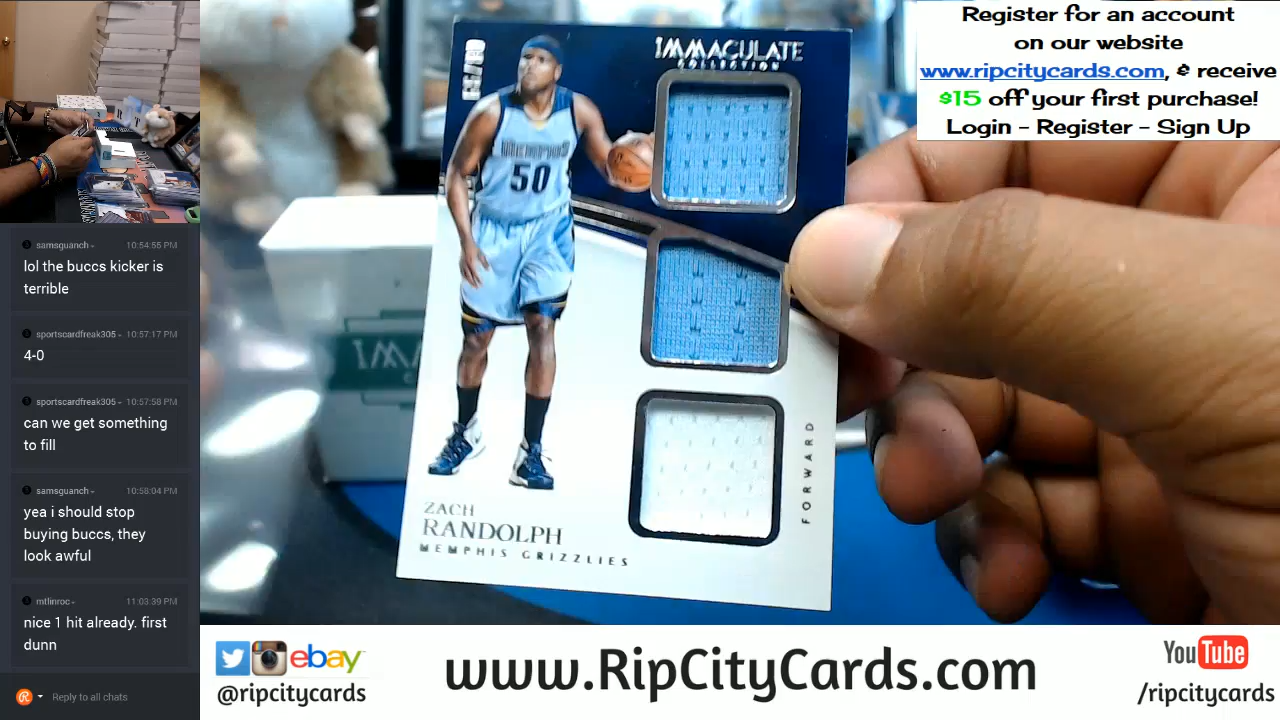 Register for an account
on our website
www.ripcitycards.com, & receive
$15 off your first purchase!
Login - Register - Sign Up
samsguanch
10:54:55 PM
lol the buccs kicker is
terrible
sportscardfreak305
10:57:17 PM
4-0
sportscardfreak305
10:57:58 PM
can we get something
to fill
samsguanch
10:58:04 PM
yea i should stop
buying buccs, they
look awful
mtlinroc
11:03:39 PM
nice 1 hit already. first
dunn
Reply to all chats
IMMACULATE
COLLECTION
MEMPHIS
50
FORWARD
ZACH
RANDOLPH
MEMPHIS GRIZZLIES
ebay
@ripcitycards
www.RipCityCards.com
YouTube
/ripcitycards